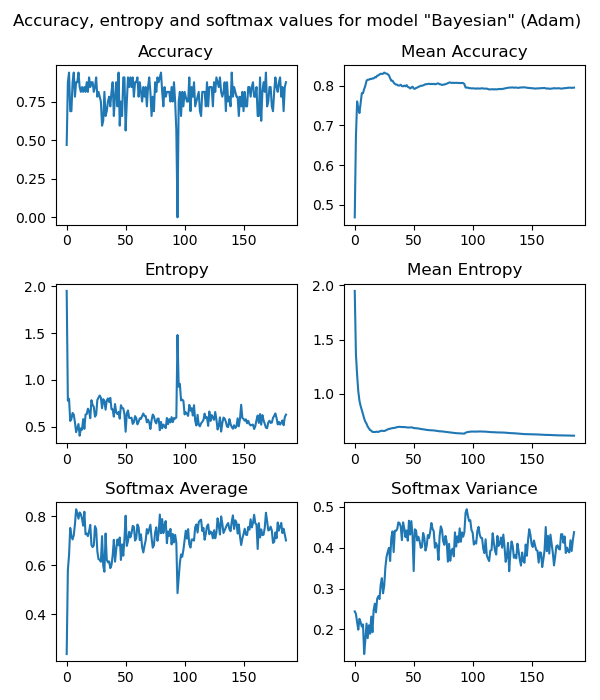 Accuracy, entropy and softmax values for model "Bayesian" (Adam)
Accuracy
0.75
0.50
0.25
0.00
0 50 100 150
Mean Accuracy
0.8
0.7
0.6
0.5
0 50 100 150
Entropy
2.0
1.5
1.0
0.5
0 50 100 150
Mean Entropy
2.0
1.5
1.0
0 50 100 150
Softmax Average
0.8
0.6
0.4
0 50 100 150
Softmax Variance
0.5
0.4
0.3
0.2
0 50 100 150